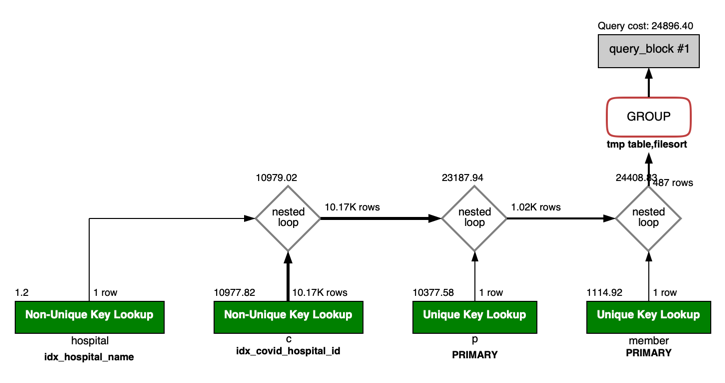 Query cost: 24896.40
query_block #1
GROUP
tmp table,filesort
10979.02
23187.94
24408.83
487 rows
nested
loop
10.17K rows
nested
loop
1.02K rows
nested
loop
1.2
1 row
10977.82
10.17K rows
10377.58
1 row
1114.92
1 row
Non-Unique Key Lookup
Non-Unique Key Lookup
Unique Key Lookup
Unique Key Lookup
hospital
c
p
member
idx_hospital_name
idx_covid_hospital_id
PRIMARY
PRIMARY